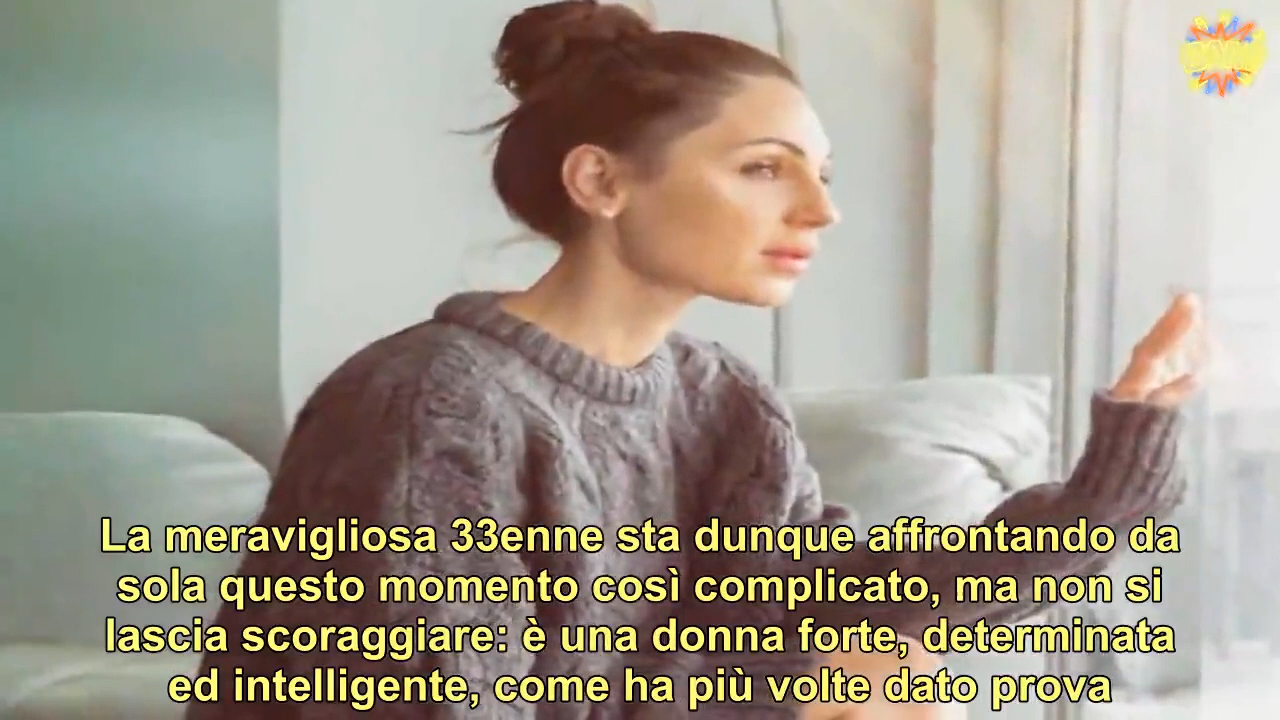 La meravigliosa 33enne sta dunque affrontando da
sola questo momento così complicato, ma non si
lascia scoraggiare: è una donna forte, determinata
ed intelligente, come ha più volte dato prova